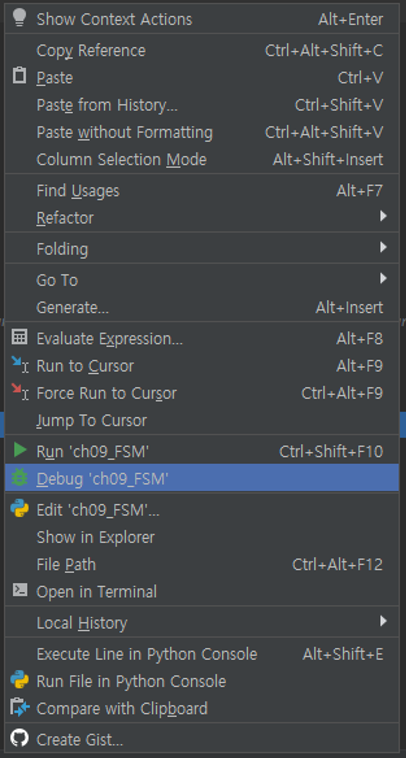 Show Context Actions Alt+Enter
Copy Reference Ctrl+Alt+Shift+C
Paste Ctrl+V
Paste from History... Ctrl+Shift+V
Paste without Formatting Ctrl+Alt+Shift+V
Column Selection Mode Alt+Shift+Insert
Find Usages Alt+F7
Refactor
Folding
Go To
Generate... Alt+Insert
Evaluate Expression... Alt+F8
Run to Cursor Alt+F9
Force Run to Cursor Ctrl+Alt+F9
Jump To Cursor
Run 'ch09_FSM' Ctrl+Shift+F10
Debug 'ch09_FSM'
Edit 'ch09_FSM'...
Show in Explorer
File Path Ctrl+Alt+F12
Open in Terminal
Local History
Execute Line in Python Console Alt+Shift+E
Run File in Python Console
Compare with Clipboard
Create Gist...